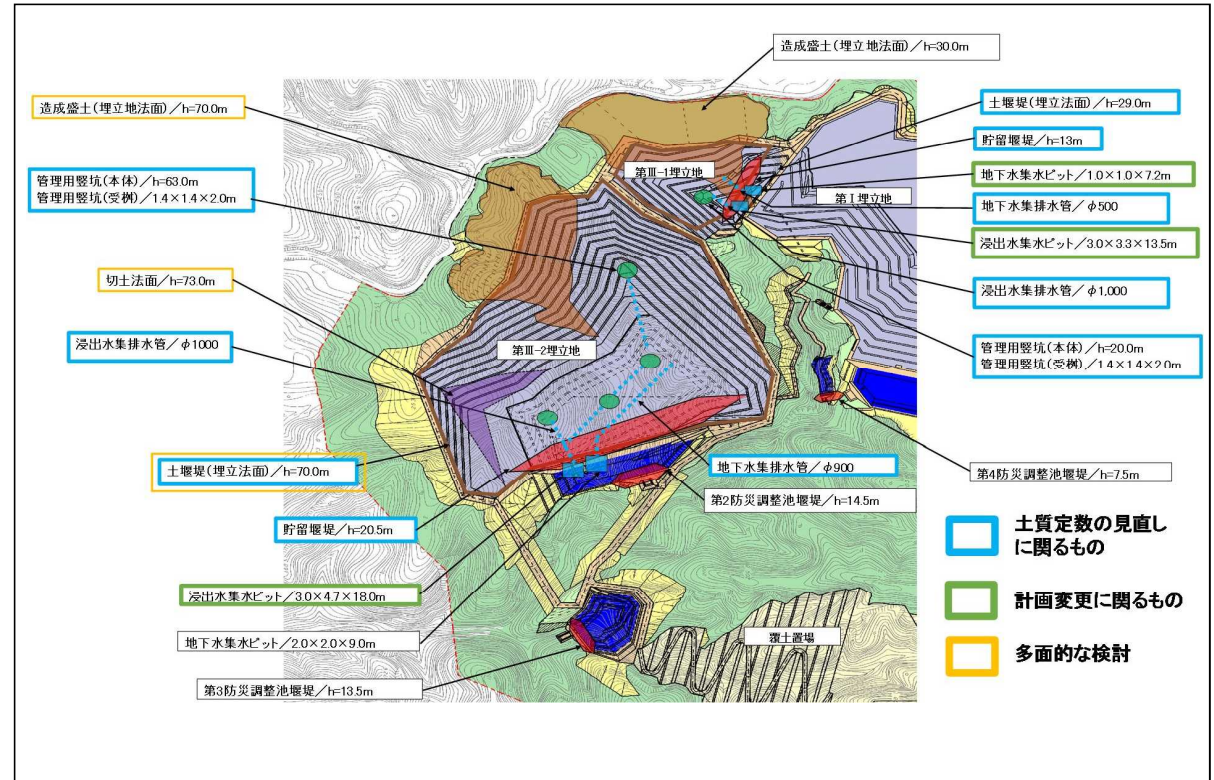 造成盛土(埋立地法面)／h=30.0m
造成盛土(埋立地法面)／h=70.0m
土堰堤(埋立法面)／h=29.0m
貯留堰堤／h=13m
管理用竪坑(本体)／h=63.0m
管理用竪坑(受桝)／1.4×1.4×2.0m
第Ⅲ-1埋立地
第Ⅰ埋立地
地下水集水ピット／1.0×1.0×7.2m
地下水集排水管／φ500
浸出水集水ピット／3.0×3.3×13.5m
切土法面／h=73.0m
浸出水集排水管／φ1,000
浸出水集排水管／φ1000
第Ⅲ-2埋立地
管理用竪坑(本体)／h=20.0m
管理用竪坑(受桝)／1.4×1.4×2.0m
土堰堤(埋立法面)／h=70.0m
地下水集排水管／φ900
第4防災調整池堰堤／h=7.5m
第2防災調整池堰堤／h=14.5m
貯留堰堤／h=20.5m
土質定数の見直し
に関るもの
浸出水集水ピット／3.0×4.7×18.0m
計画変更に関るもの
地下水集水ピット／2.0×2.0×9.0m
覆土置場
多面的な検討
第3防災調整池堰堤／h=13.5m